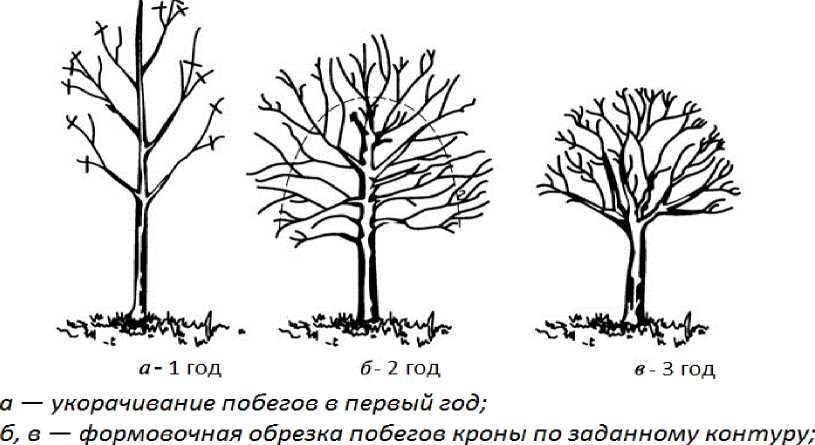 а - 1 год
б - 2 год
в - 3 год
а — укорачивание побегов в первый год;
б, в — формовочная обрезка побегов кроны по заданному контуру;